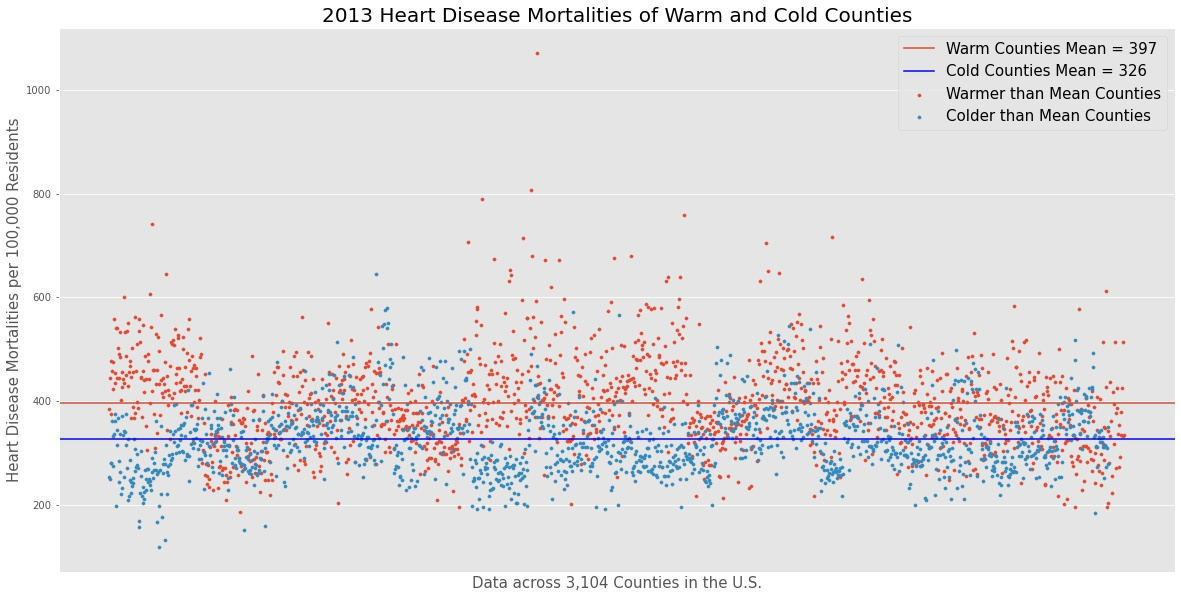 2013 Heart Disease Mortalities of Warm and Cold Counties
Heart Disease Mortalities per 100,000 Residents
1000
800
600
400
200
Warm Counties Mean = 397
Cold Counties Mean = 326
Warmer than Mean Counties
Colder than Mean Counties
Data across 3,104 Counties in the U.S.